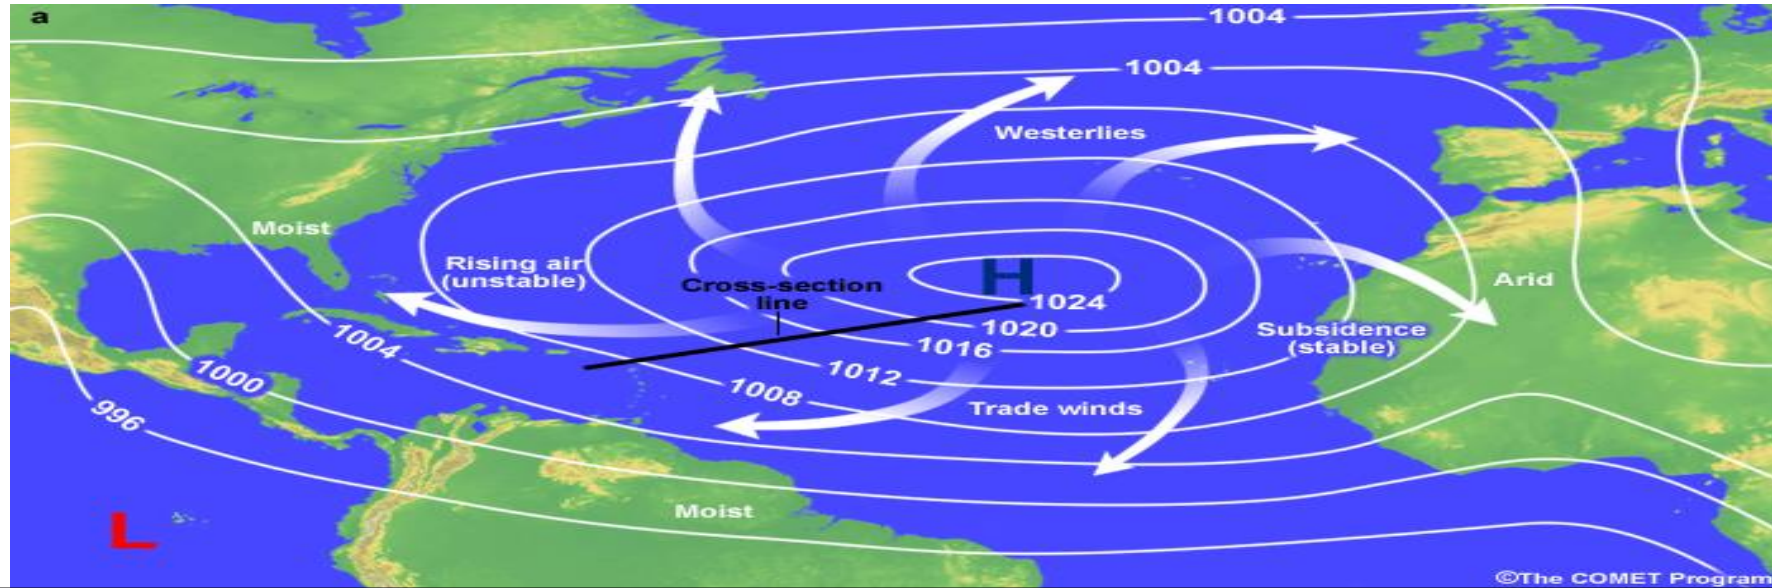 a
1004
1004
Westerlies
Moist
Rising air
(unstable)
Cross-section
line
H
1024
Arid
1020
Subsidence
(stable)
1016
1004
1012
1000
1008
996
Trade winds
Moist
L
©The COMET Program